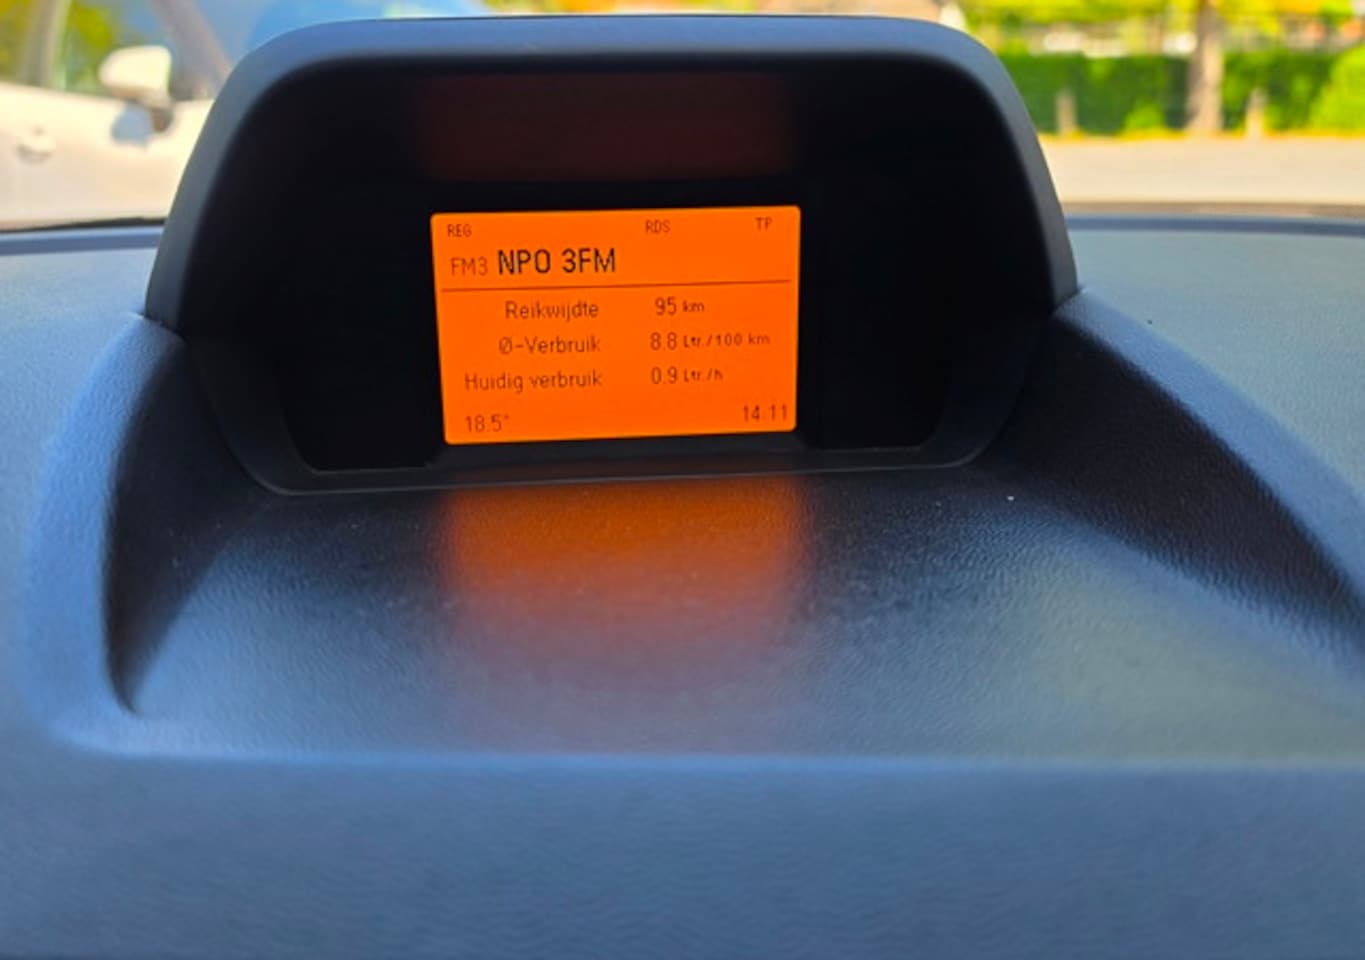 REG RDS TP
FM3 NPO 3FM
Reikwijdte 95 km
Ø-Verbruik 8.8 Ltr./100 km
Huidig verbruik 0.9 Ltr./h
18.5° 14:11